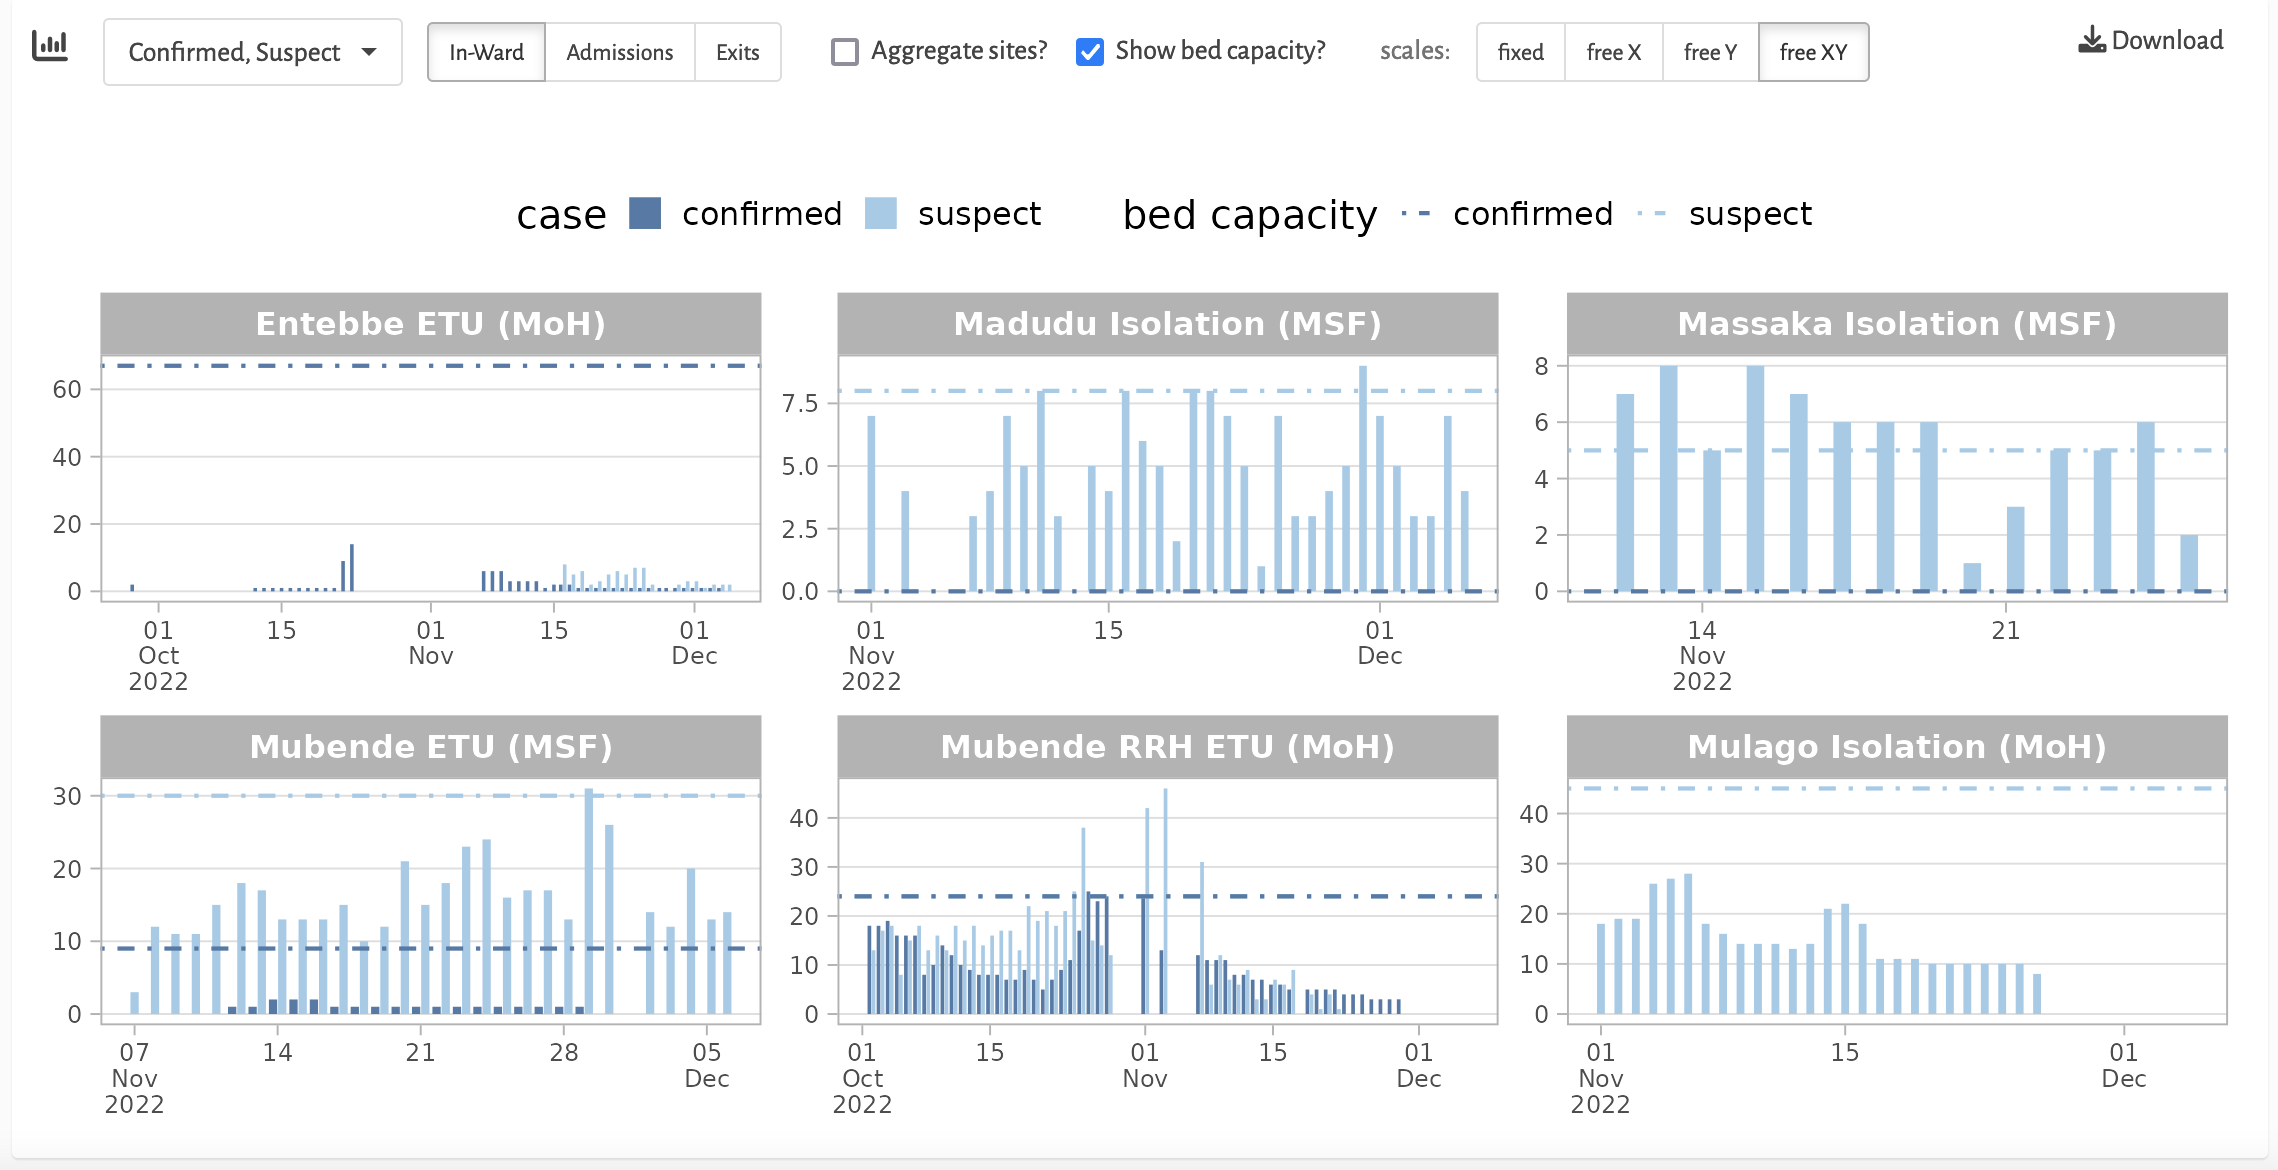 Confirmed, Suspect In-Ward Admissions Exits Aggregate sites? Show bed capacity? scales: fixed free X free Y free XY Download
case confirmed suspect bed capacity confirmed suspect
Entebbe ETU (MoH)
60
40
20
0
01 15 01 15 01
Oct Nov Dec
2022
Madudu Isolation (MSF)
7.5
5.0
2.5
0.0
01 15 01
Nov Dec
2022
Massaka Isolation (MSF)
8
6
4
2
0
14 21
Nov
2022
Mubende ETU (MSF)
30
20
10
0
07 14 21 28 05
Nov Dec
2022
Mubende RRH ETU (MoH)
40
30
20
10
0
01 15 01 15 01
Oct Nov Dec
2022
Mulago Isolation (MoH)
40
30
20
10
0
01 15 01
Nov Dec
2022